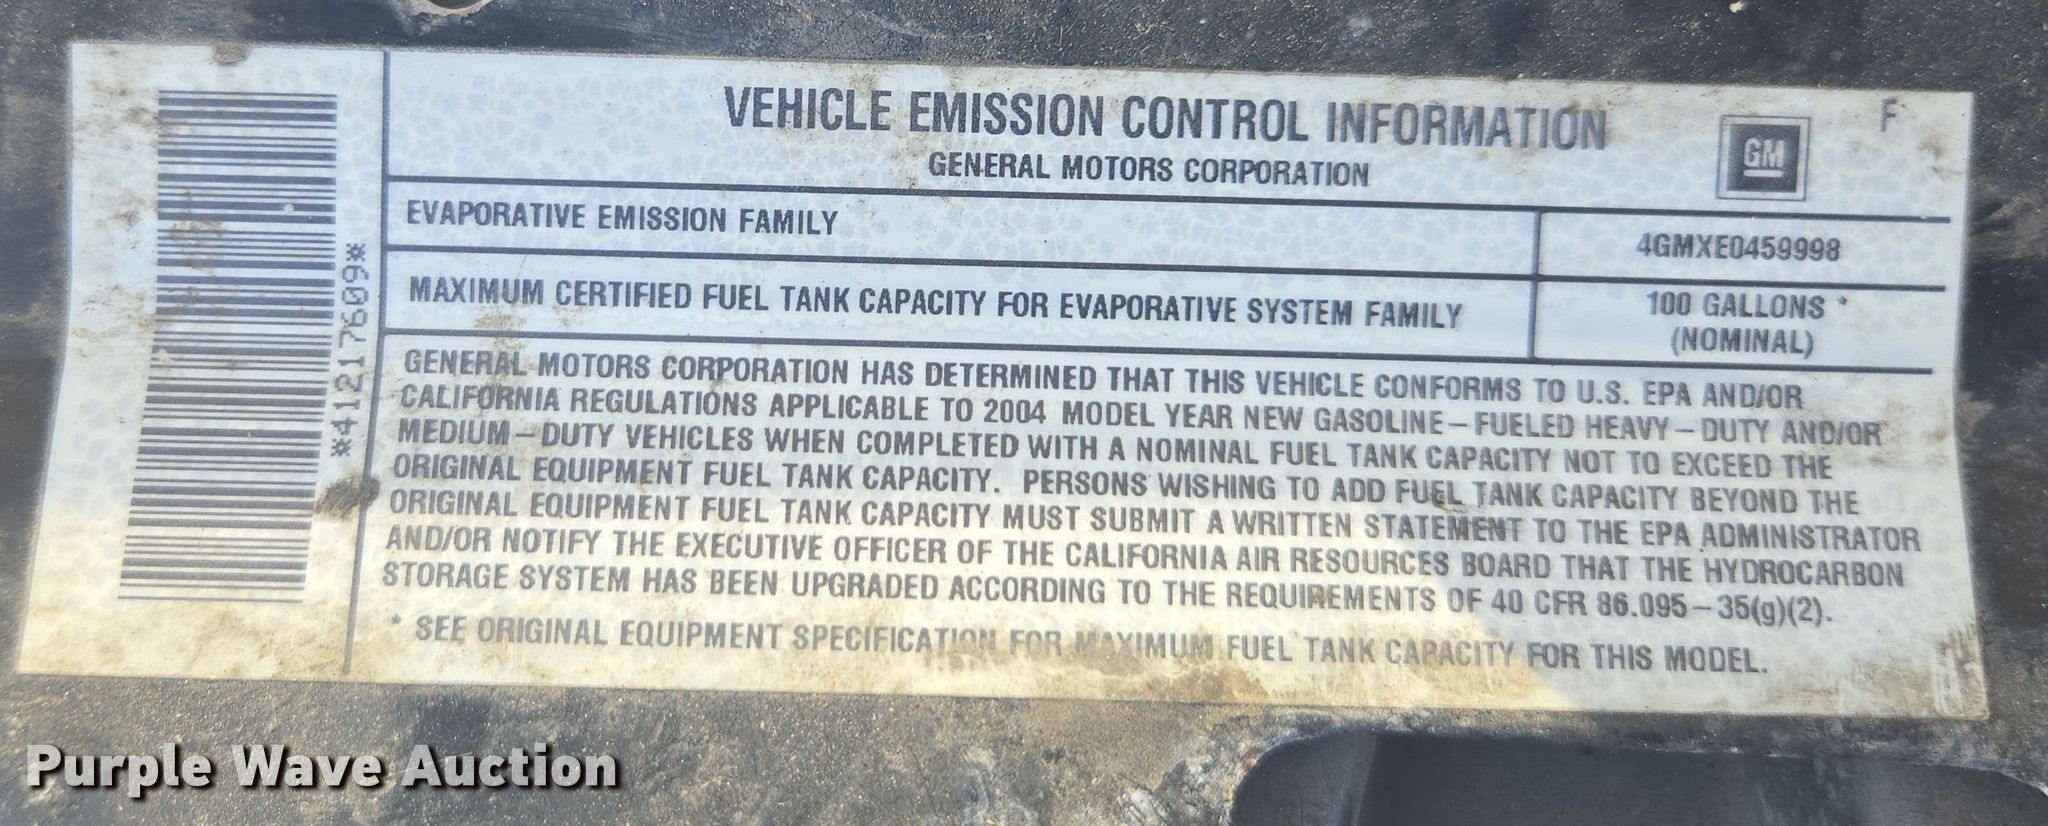 VEHICLE EMISSION CONTROL INFORMATION
GENERAL MOTORS CORPORATION
GM
F
*41217609*
EVAPORATIVE EMISSION FAMILY
4GMXE0459998
MAXIMUM CERTIFIED FUEL TANK CAPACITY FOR EVAPORATIVE SYSTEM FAMILY
100 GALLONS *
(NOMINAL)
GENERAL MOTORS CORPORATION HAS DETERMINED THAT THIS VEHICLE CONFORMS TO U.S. EPA AND/OR
CALIFORNIA REGULATIONS APPLICABLE TO 2004 MODEL YEAR NEW GASOLINE-FUELED HEAVY-DUTY AND/OR
MEDIUM-DUTY VEHICLES WHEN COMPLETED WITH A NOMINAL FUEL TANK CAPACITY NOT TO EXCEED THE
ORIGINAL EQUIPMENT FUEL TANK CAPACITY. PERSONS WISHING TO ADD FUEL TANK CAPACITY BEYOND THE
ORIGINAL EQUIPMENT FUEL TANK CAPACITY MUST SUBMIT A WRITTEN STATEMENT TO THE EPA ADMINISTRATOR
AND/OR NOTIFY THE EXECUTIVE OFFICER OF THE CALIFORNIA AIR RESOURCES BOARD THAT THE HYDROCARBON
STORAGE SYSTEM HAS BEEN UPGRADED ACCORDING TO THE REQUIREMENTS OF 40 CFR 86.095-35(g)(2).
* SEE ORIGINAL EQUIPMENT SPECIFICATION FOR MAXIMUM FUEL TANK CAPACITY FOR THIS MODEL.
Purple Wave Auction